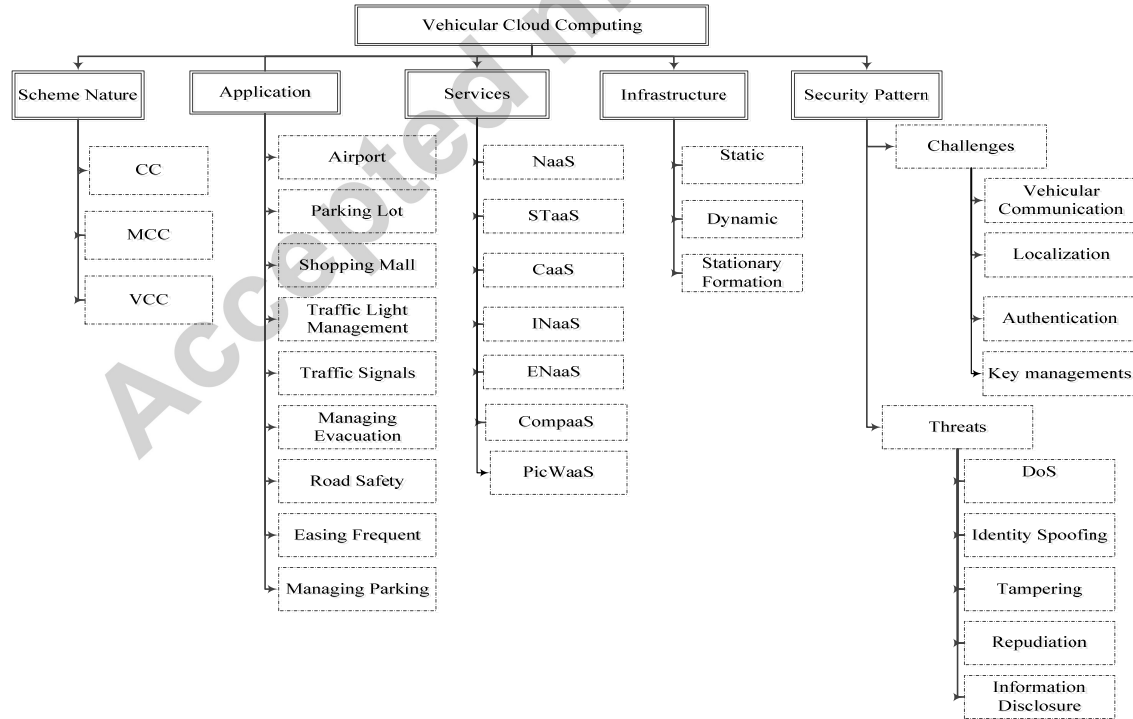 Vehicular Cloud Computing
Scheme Nature
CC
MCC
VCC
Application
Airport
Parking Lot
Shopping Mall
Traffic Light
Management
Traffic Signals
Managing
Evacuation
Road Safety
Easing Frequent
Managing Parking
Services
NaaS
STaaS
CaaS
INaaS
ENaaS
CompaaS
PicWaaS
Infrastructure
Static
Dynamic
Stationary
Formation
Security Pattern
Challenges
Vehicular
Communication
Localization
Authentication
Key managements
Threats
DoS
Identity Spoofing
Tampering
Repudiation
Information
Disclosure
Accepted m